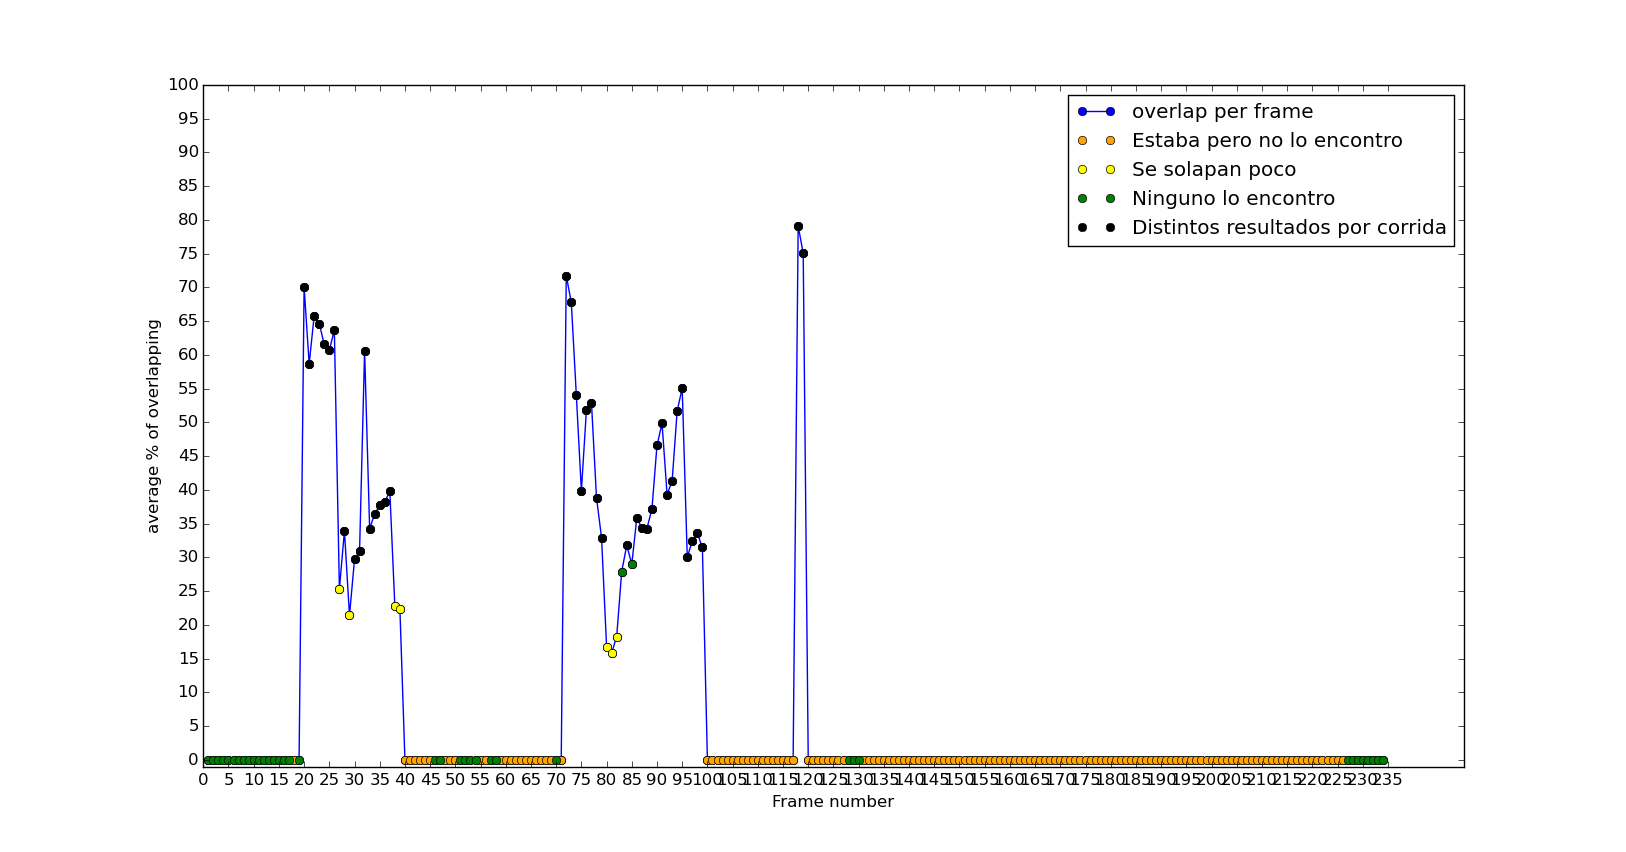 100
95
90
85
80
75
70
65
60
55
50
45
40
35
30
25
20
15
10
5
0
average % of overlapping
overlap per frame
Estaba pero no lo encontro
Se solapan poco
Ninguno lo encontro
Distintos resultados por corrida
0 5 10 15 20 25 30 35 40 45 50 55 60 65 70 75 80 85 90 95 100 105 110 115 120 125 130 135 140 145 150 155 160 165 170 175 180 185 190 195 200 205 210 215 220 225 230 235
Frame number